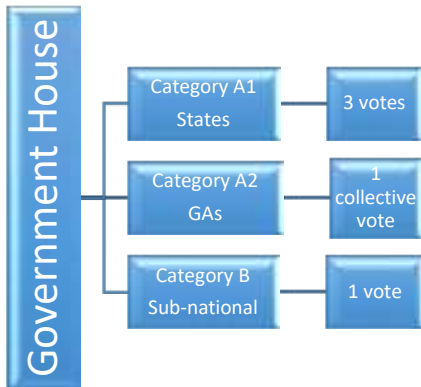 Government House
Category A1
States
3 votes
Category A2
GAs
1
collective
vote
Category B
Sub-national
1 vote